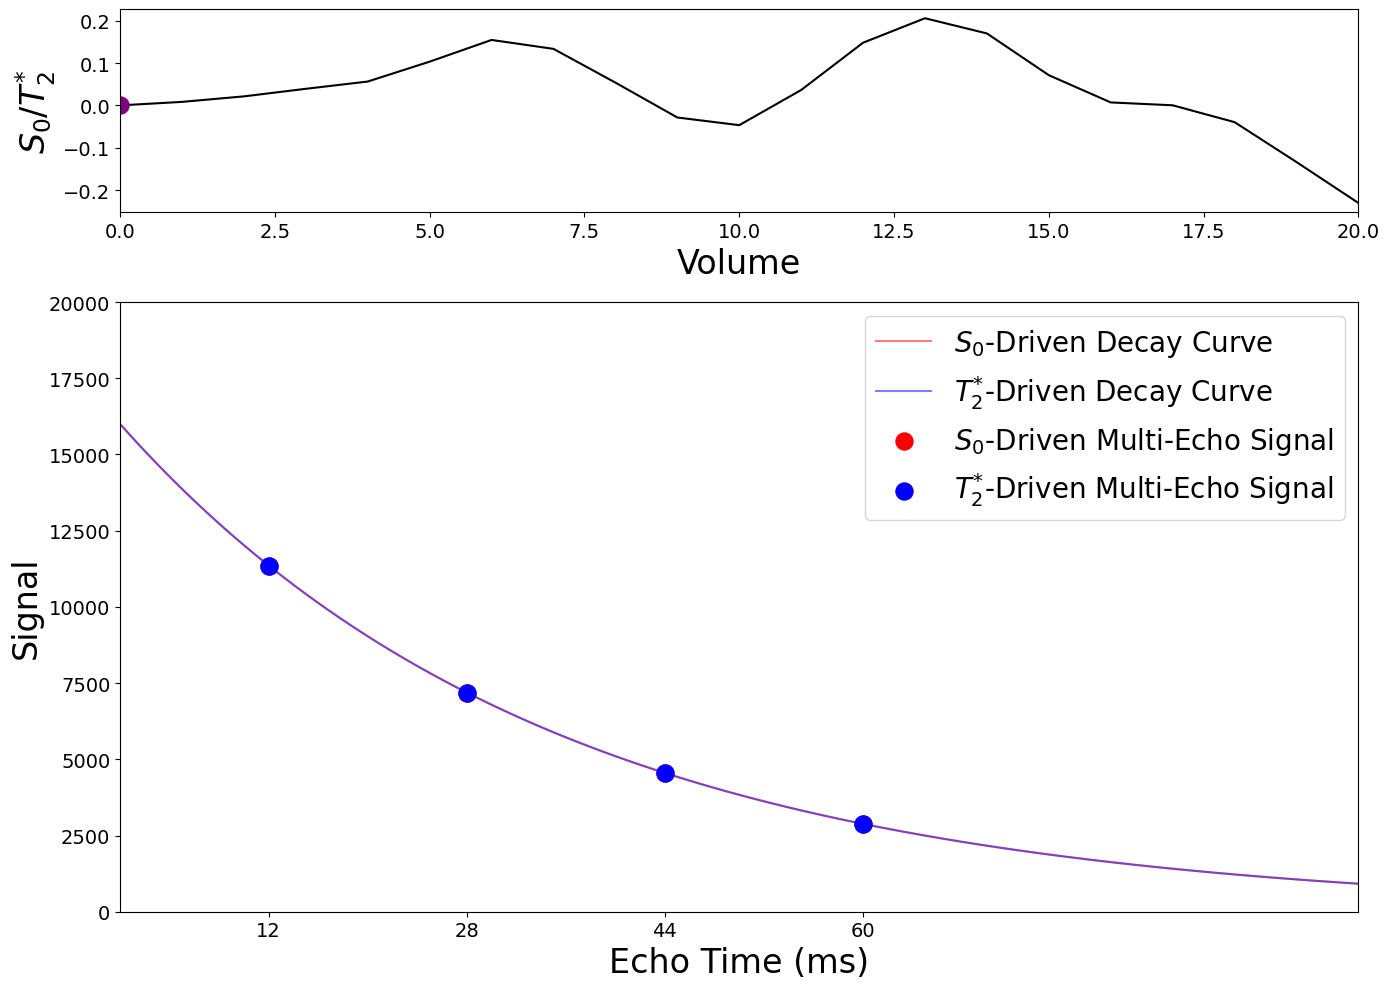 0.2
0.1
0.0
−0.1
−0.2
S₀/T₂*
0.0 2.5 5.0 7.5 10.0 12.5 15.0 17.5 20.0
Volume
20000
17500
15000
12500
10000
7500
5000
2500
0
Signal
S₀-Driven Decay Curve
T₂*-Driven Decay Curve
S₀-Driven Multi-Echo Signal
T₂*-Driven Multi-Echo Signal
12 28 44 60
Echo Time (ms)